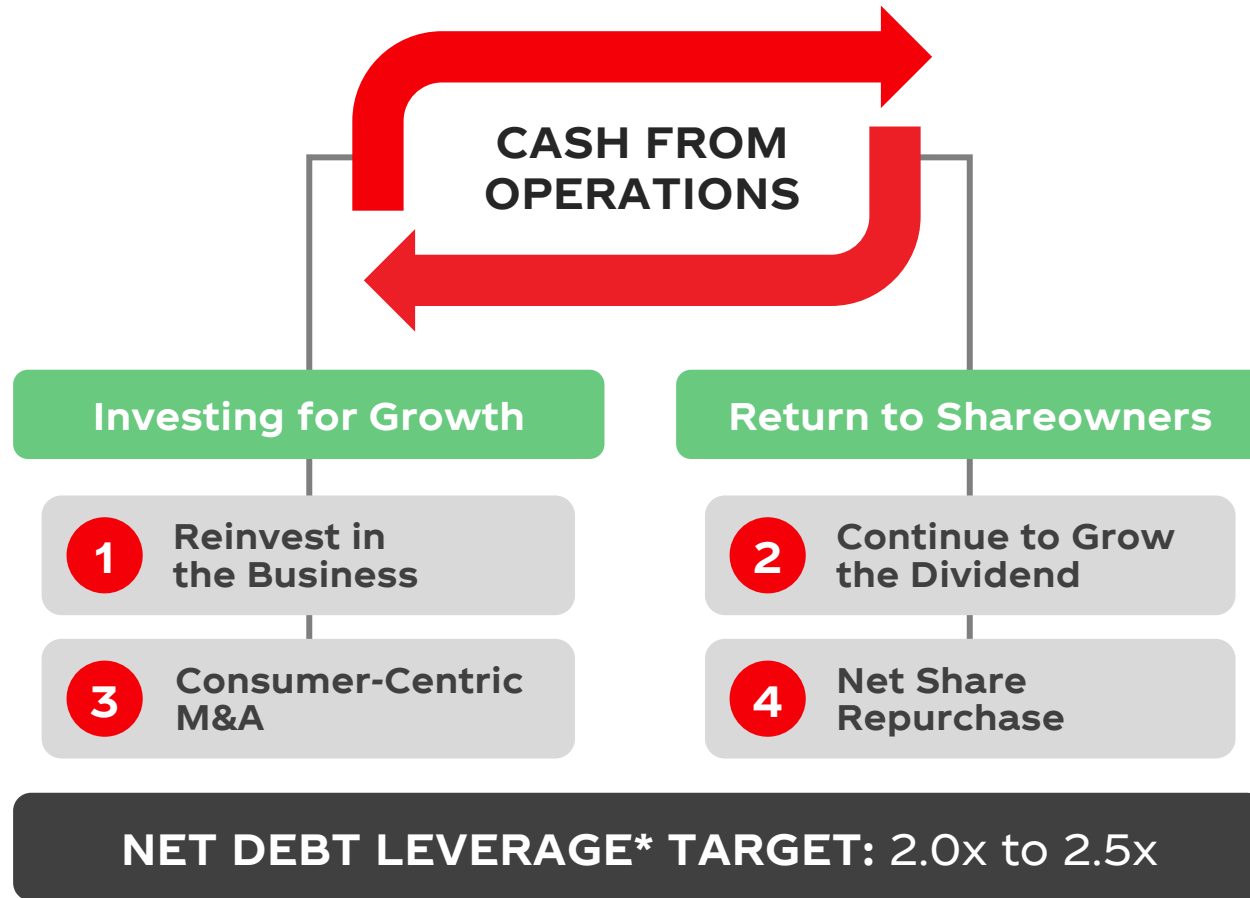 CASH FROM
OPERATIONS
Investing for Growth
1
Reinvest in
the Business
3
Consumer-Centric
M&A
Return to Shareowners
2
Continue to Grow
the Dividend
4
Net Share
Repurchase
NET DEBT LEVERAGE* TARGET: 2.0x to 2.5x